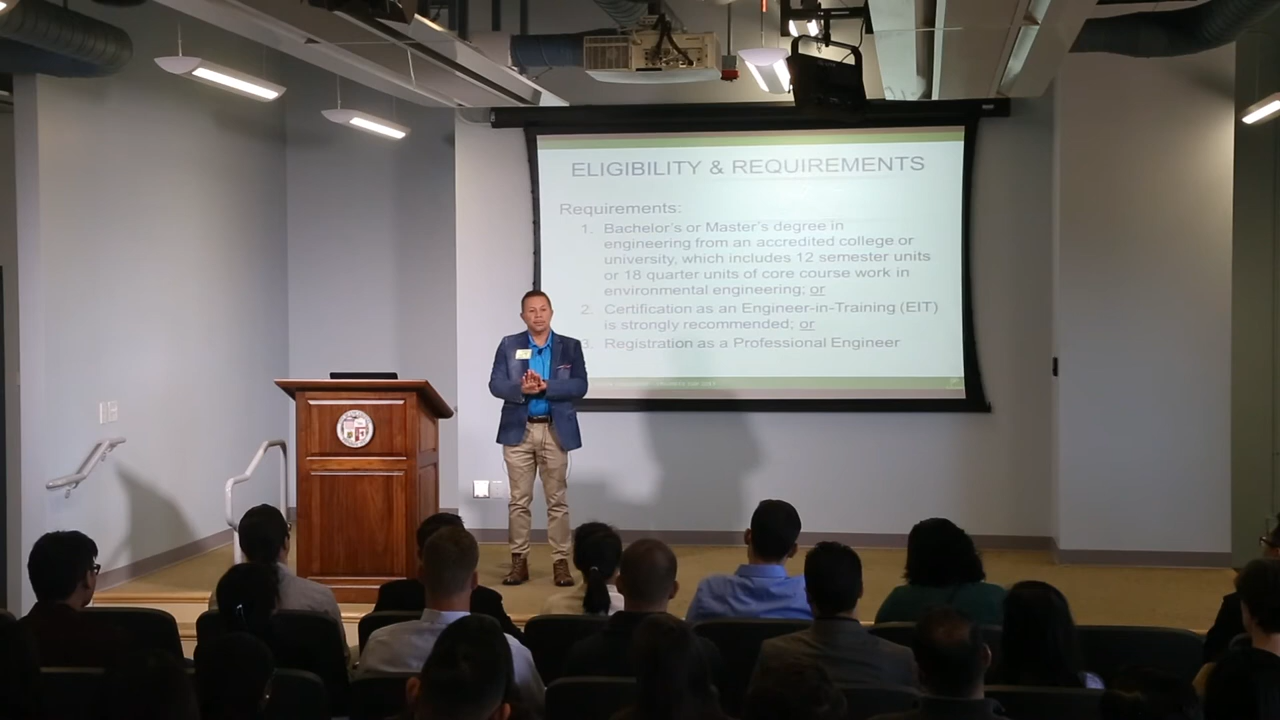 ELIGIBILITY & REQUIREMENTS
Requirements:
1. Bachelor's or Master's degree in
engineering from an accredited college or
university, which includes 12 semester units
or 18 quarter units of core course work in
environmental engineering; or
2. Certification as an Engineer-in-Training (EIT)
is strongly recommended; or
3. Registration as a Professional Engineer